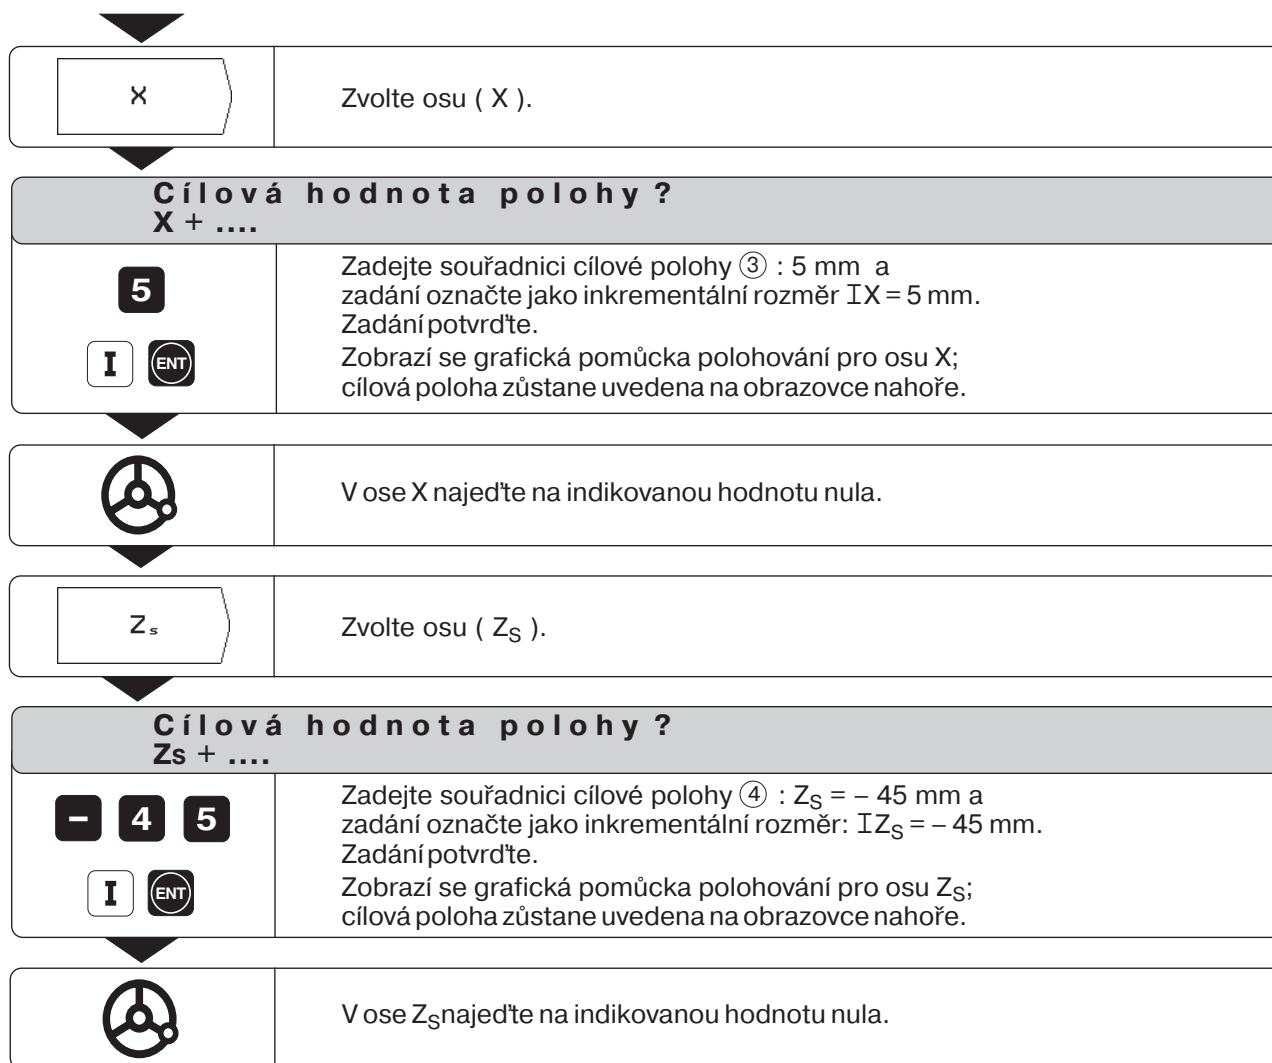 X
Zvolte osu ( X ).
Cílová hodnota polohy ?
X + ....
5
Zadejte souřadnici cílové polohy ③ : 5 mm a
zadání označte jako inkrementální rozměr IX = 5 mm.
Zadání potvrďte.
I ENT
Zobrazí se grafická pomůcka polohování pro osu X;
cílová poloha zůstane uvedena na obrazovce nahoře.
V ose X najeďte na indikovanou hodnotu nula.
Zs
Zvolte osu ( ZS ).
Cílová hodnota polohy ?
Zs + ....
- 4 5
Zadejte souřadnici cílové polohy ④ : ZS = – 45 mm a
zadání označte jako inkrementální rozměr: IZS = – 45 mm.
Zadání potvrďte.
I ENT
Zobrazí se grafická pomůcka polohování pro osu ZS;
cílová poloha zůstane uvedena na obrazovce nahoře.
V ose ZSnajeďte na indikovanou hodnotu nula.